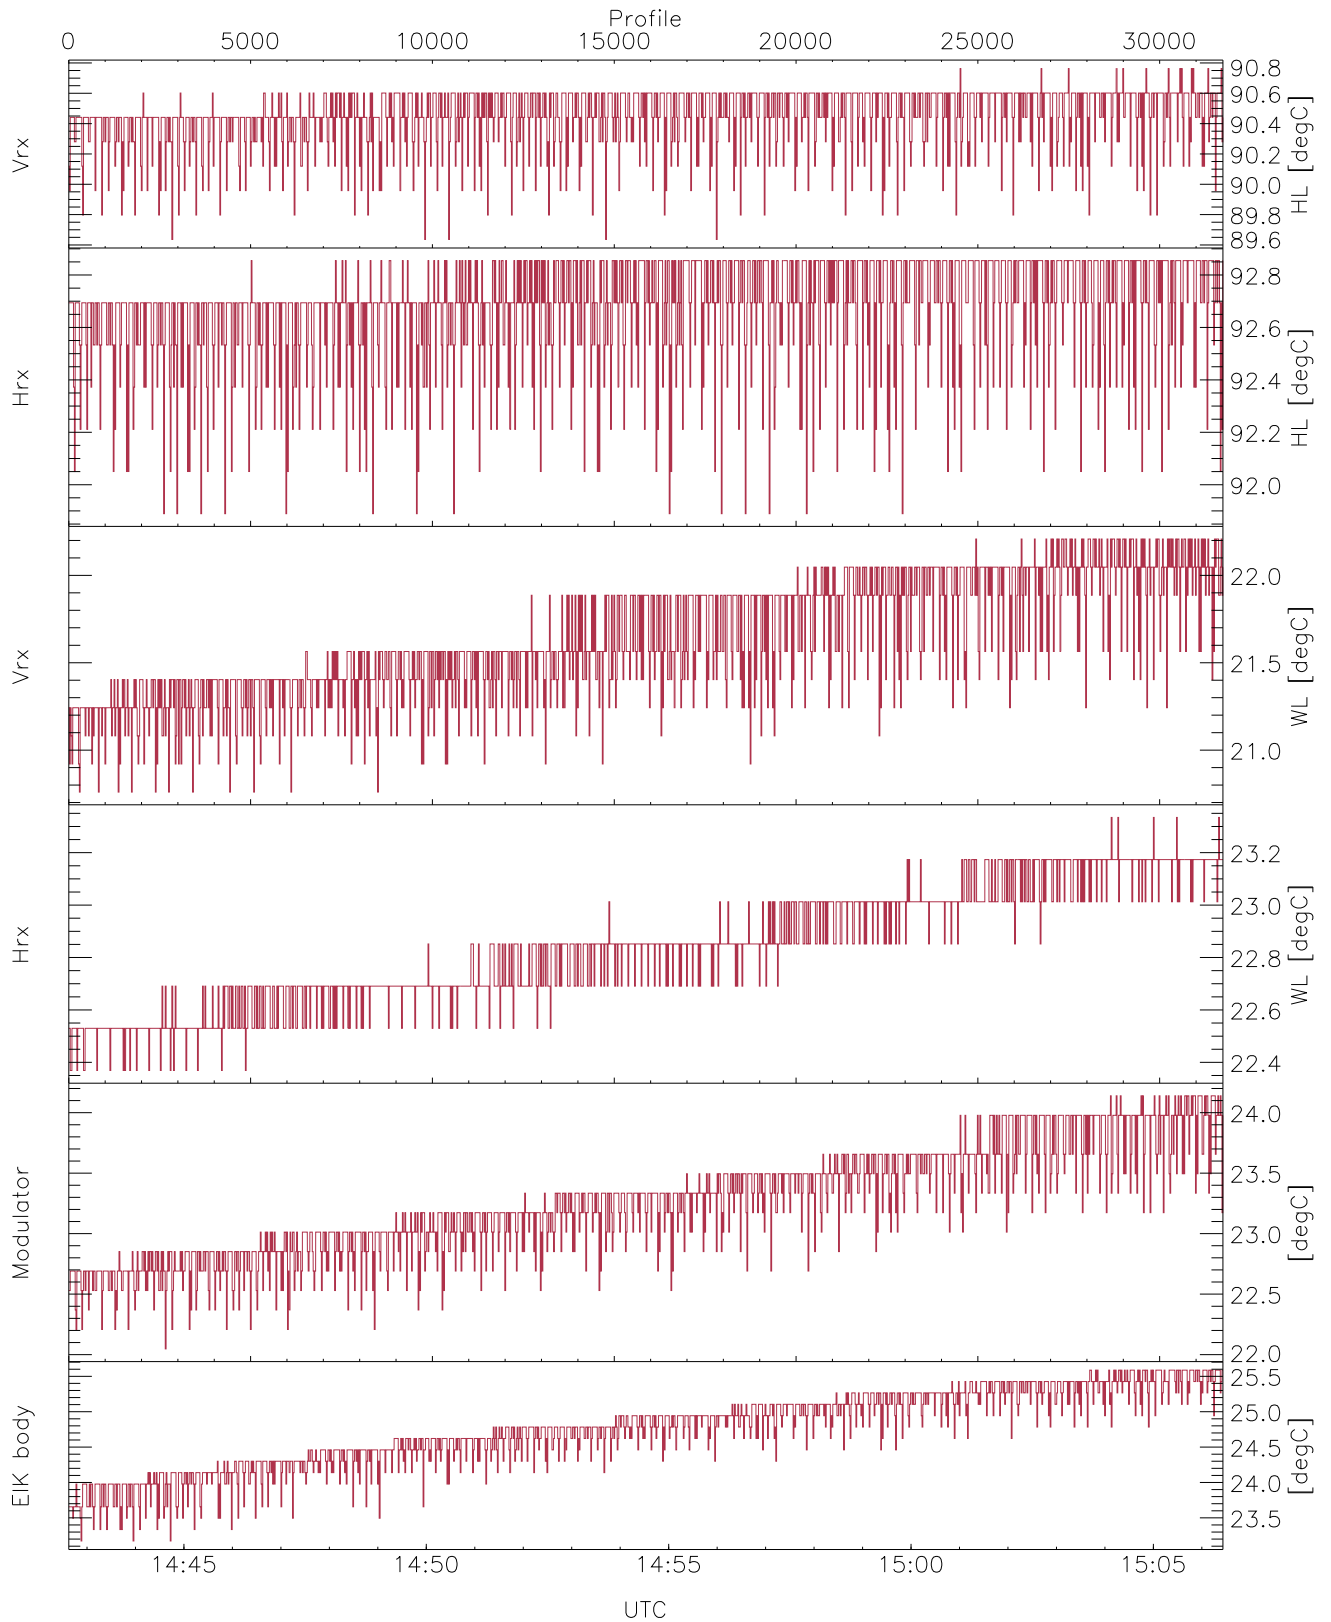 Profile
0 5000 10000 15000 20000 25000 30000
Vrx
90.8
90.6
90.4
90.2
90.0
89.8
89.6
HL [degC]
Hrx
92.8
92.6
92.4
92.2
92.0
HL [degC]
Vrx
22.0
21.5
21.0
WL [degC]
Hrx
23.2
23.0
22.8
22.6
22.4
WL [degC]
Modulator
24.0
23.5
23.0
22.5
22.0
[degC]
EIK body
25.5
25.0
24.5
24.0
23.5
[degC]
14:45 14:50 14:55 15:00 15:05
UTC